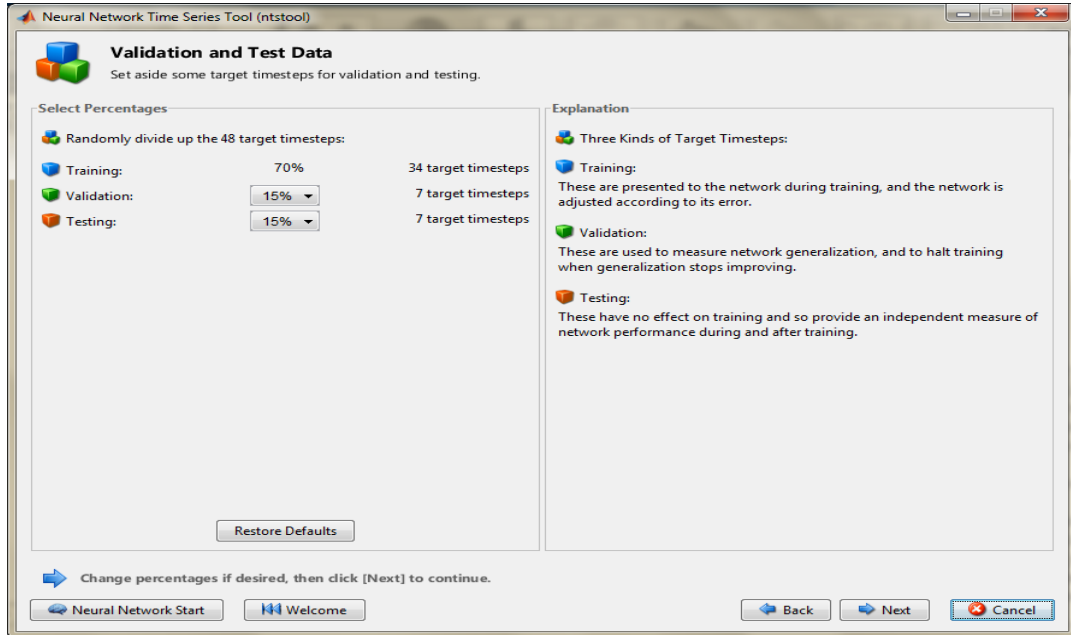 Neural Network Time Series Tool (ntstool)
Validation and Test Data
Set aside some target timesteps for validation and testing.
Select Percentages
Randomly divide up the 48 target timesteps:
Training: 70% 34 target timesteps
Validation: 15% 7 target timesteps
Testing: 15% 7 target timesteps
Restore Defaults
Explanation
Three Kinds of Target Timesteps:
Training:
These are presented to the network during training, and the network is
adjusted according to its error.
Validation:
These are used to measure network generalization, and to halt training
when generalization stops improving.
Testing:
These have no effect on training and so provide an independent measure of
network performance during and after training.
Change percentages if desired, then click [Next] to continue.
Neural Network Start Welcome Back Next Cancel